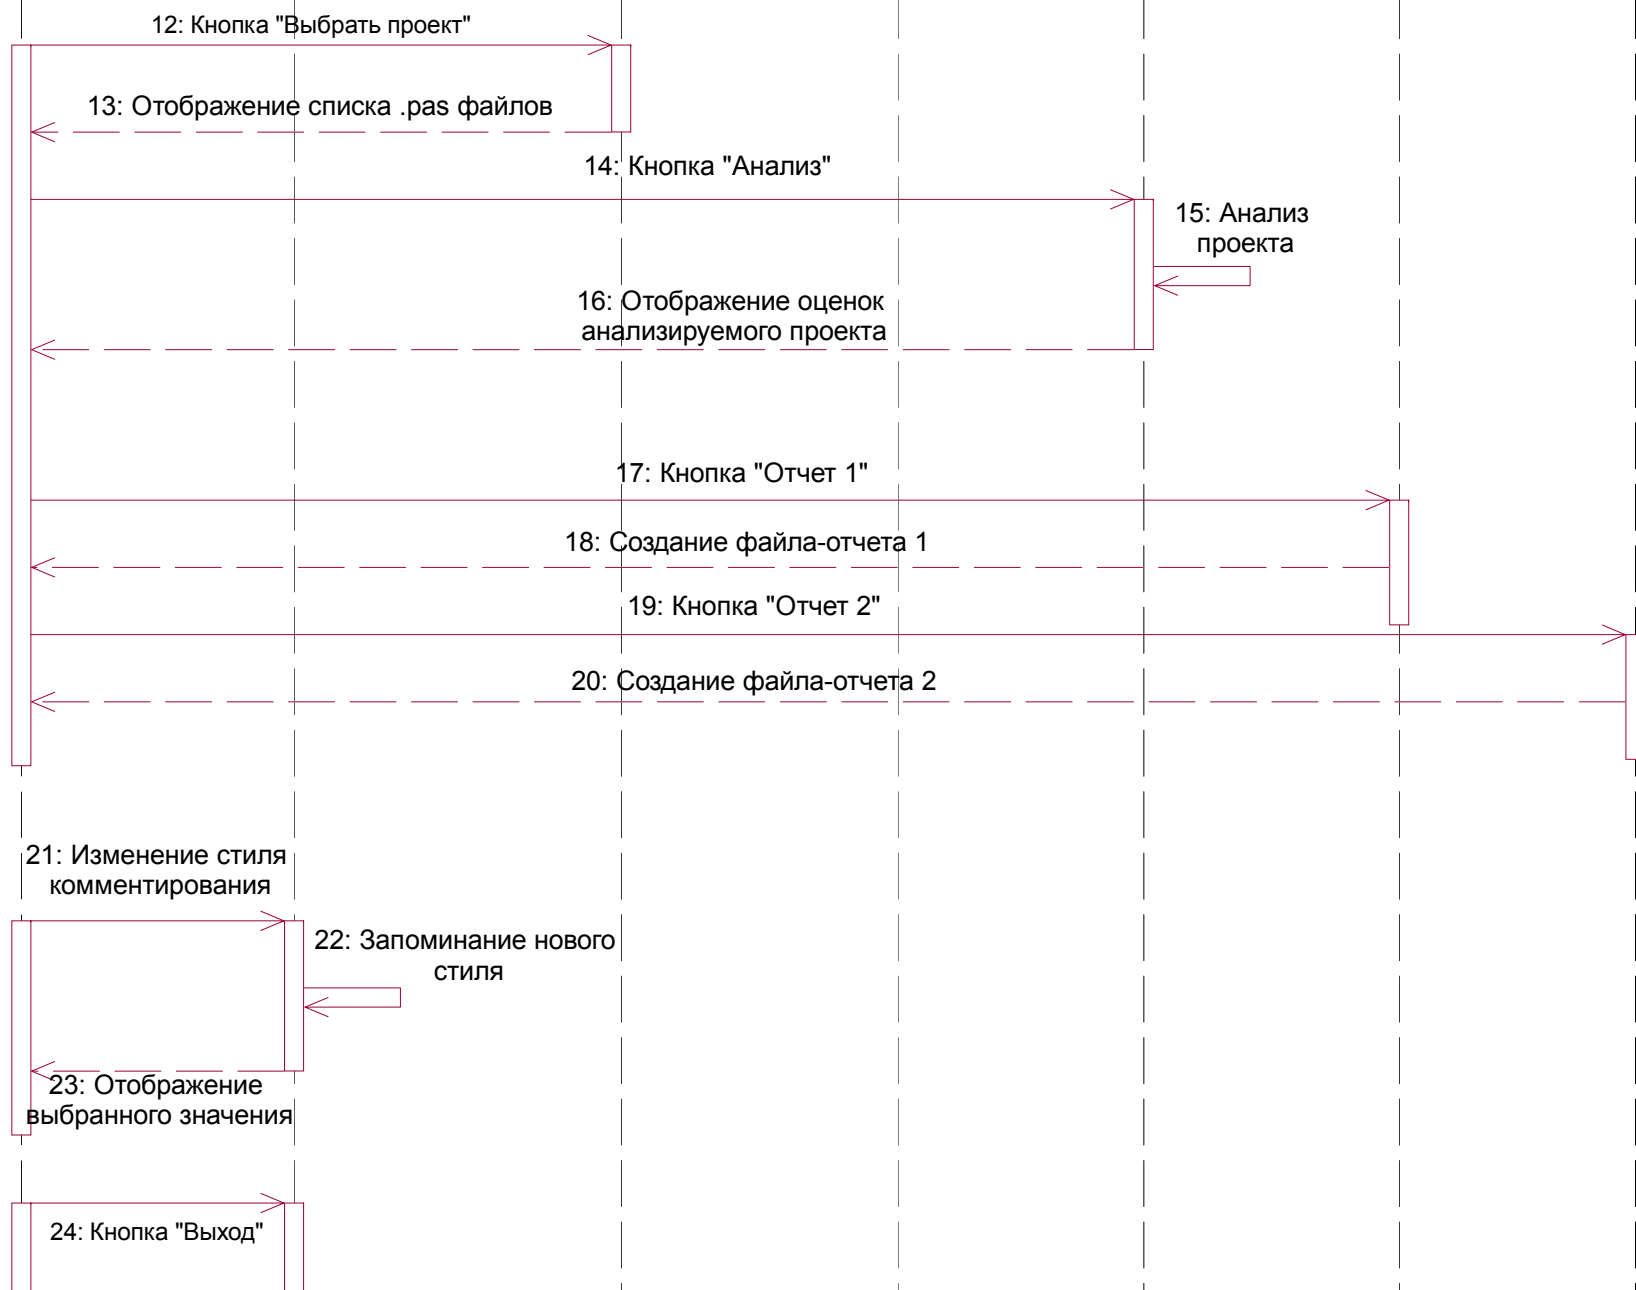 12: Кнопка "Выбрать проект"
13: Отображение списка .pas файлов
14: Кнопка "Анализ"
15: Анализ
проекта
16: Отображение оценок
анализируемого проекта
17: Кнопка "Отчет 1"
18: Создание файла-отчета 1
19: Кнопка "Отчет 2"
20: Создание файла-отчета 2
21: Изменение стиля
комментирования
22: Запоминание нового
стиля
23: Отображение
выбранного значения
24: Кнопка "Выход"